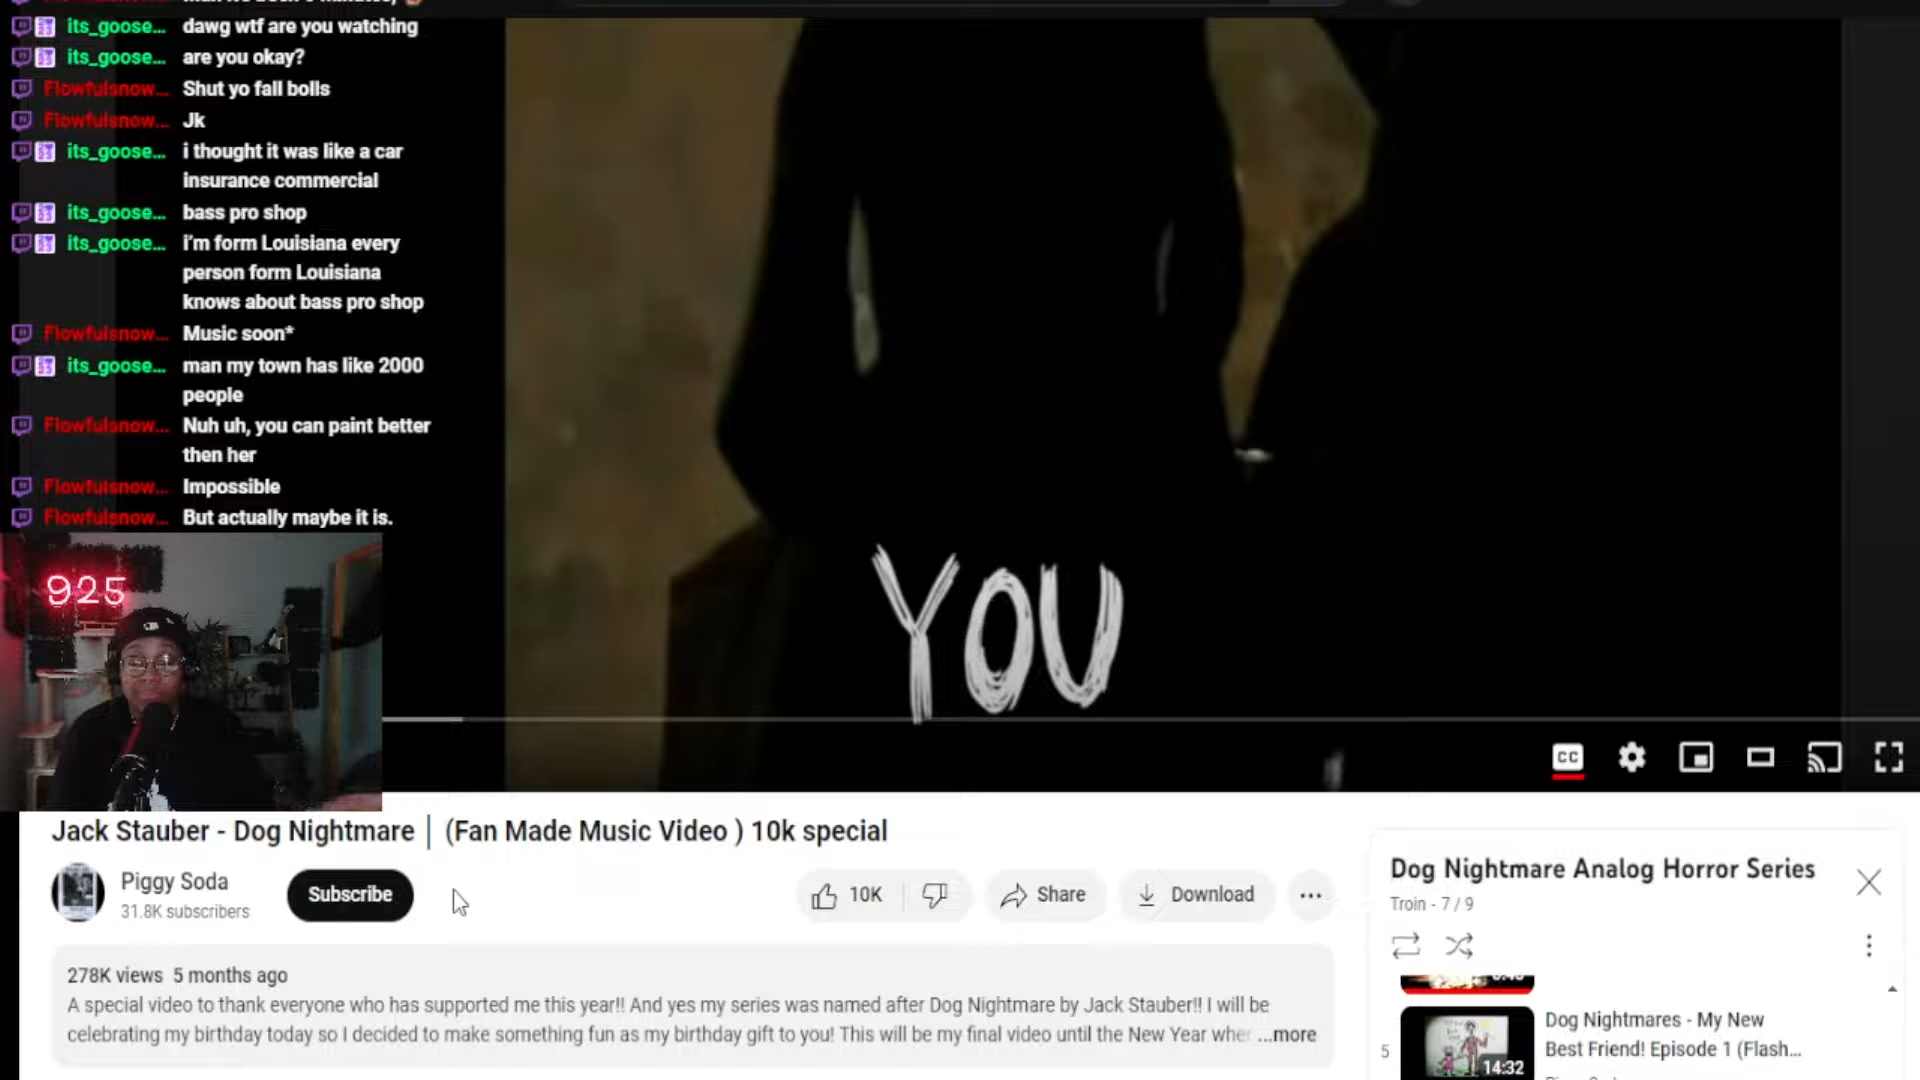 its_goose... dawg wtf are you watching
its_goose... are you okay?
Flowfulsnow... Shut yo fall bolls
Flowfulsnow... Jk
its_goose... i thought it was like a car
insurance commercial
its_goose... bass pro shop
its_goose... i'm form Louisiana every
person form Louisiana
knows about bass pro shop
Flowfulsnow... Music soon*
its_goose... man my town has like 2000
people
Flowfulsnow... Nuh uh, you can paint better
then her
Flowfulsnow... Impossible
Flowfulsnow... But actually maybe it is.
925
YOU
CC
Jack Stauber - Dog Nightmare │ (Fan Made Music Video ) 10k special
Piggy Soda
31.8K subscribers
Subscribe
10K
Share
Download
278K views 5 months ago
A special video to thank everyone who has supported me this year!! And yes my series was named after Dog Nightmare by Jack Stauber!! I will be
celebrating my birthday today so I decided to make something fun as my birthday gift to you! This will be my final video until the New Year wher ...more
Dog Nightmare Analog Horror Series
Troin - 7 / 9
5
14:32
Dog Nightmares - My New
Best Friend! Episode 1 (Flash...